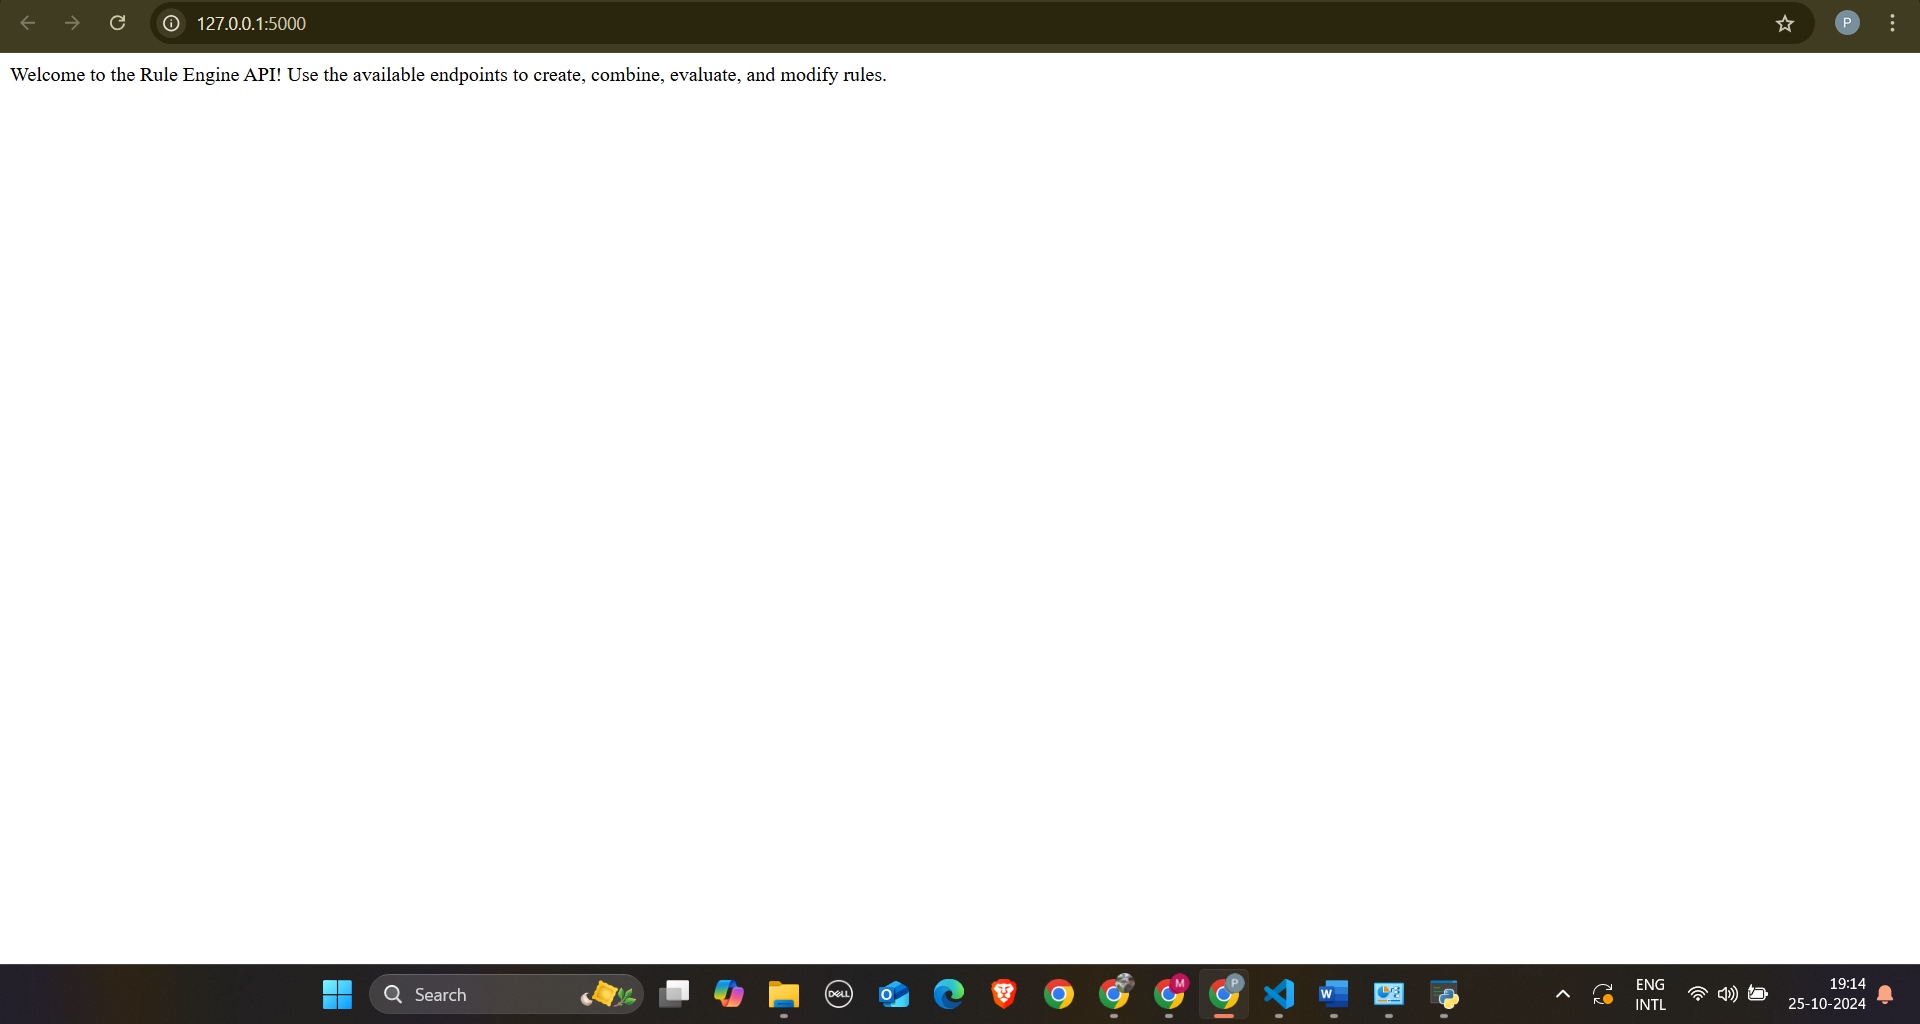 127.0.0.1:5000
P
Welcome to the Rule Engine API! Use the available endpoints to create, combine, evaluate, and modify rules.
Search
DELL
O
M
P
W
ENG
INTL
19:14
25-10-2024